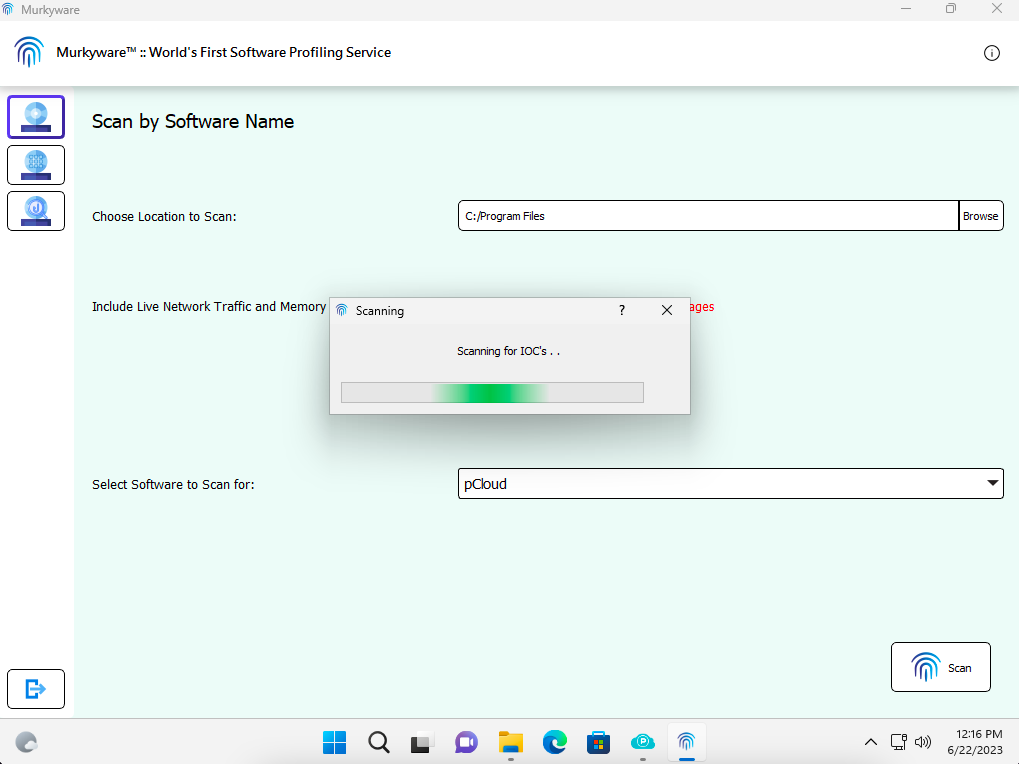 Murkyware
Murkyware™ :: World's First Software Profiling Service
Scan by Software Name
Choose Location to Scan:
C:/Program Files
Browse
Include Live Network Traffic and Memory
ages
Scanning
?
Scanning for IOC's . .
Select Software to Scan for:
pCloud
Scan
12:16 PM
6/22/2023